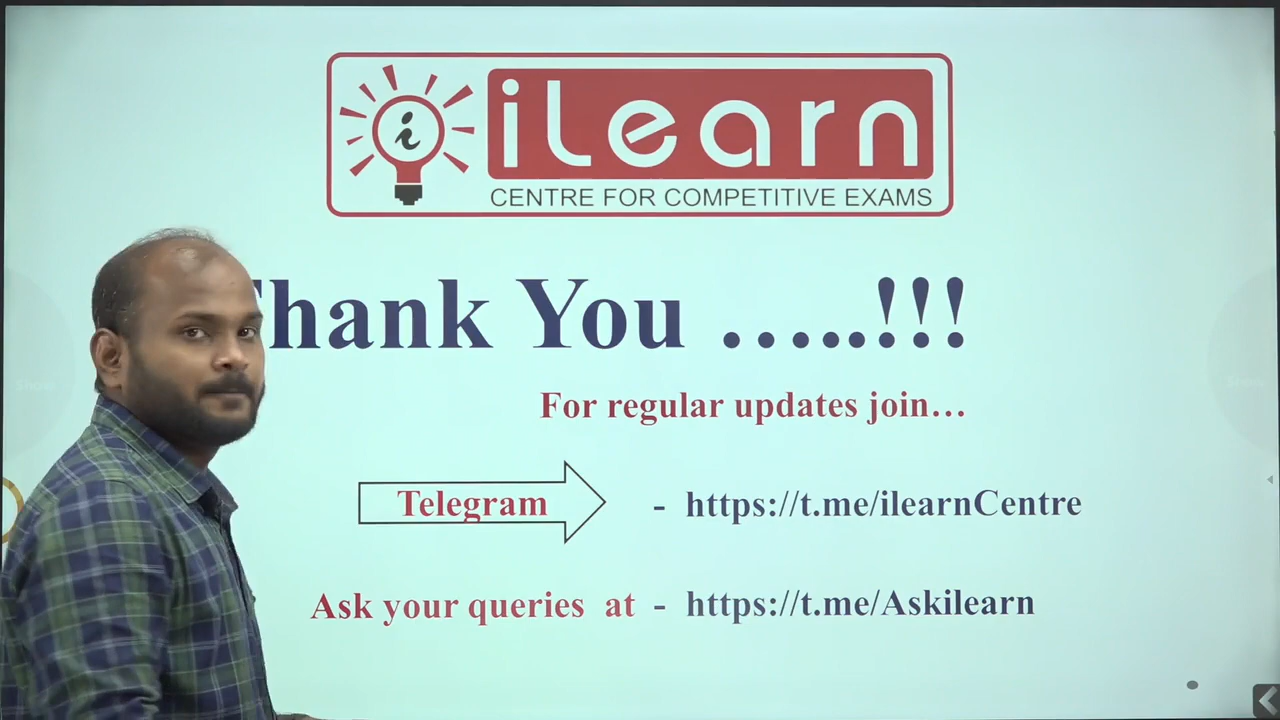 i
iLearn
CENTRE FOR COMPETITIVE EXAMS
Thank You …..!!!
For regular updates join…
Telegram - https://t.me/ilearnCentre
Ask your queries at - https://t.me/Askilearn